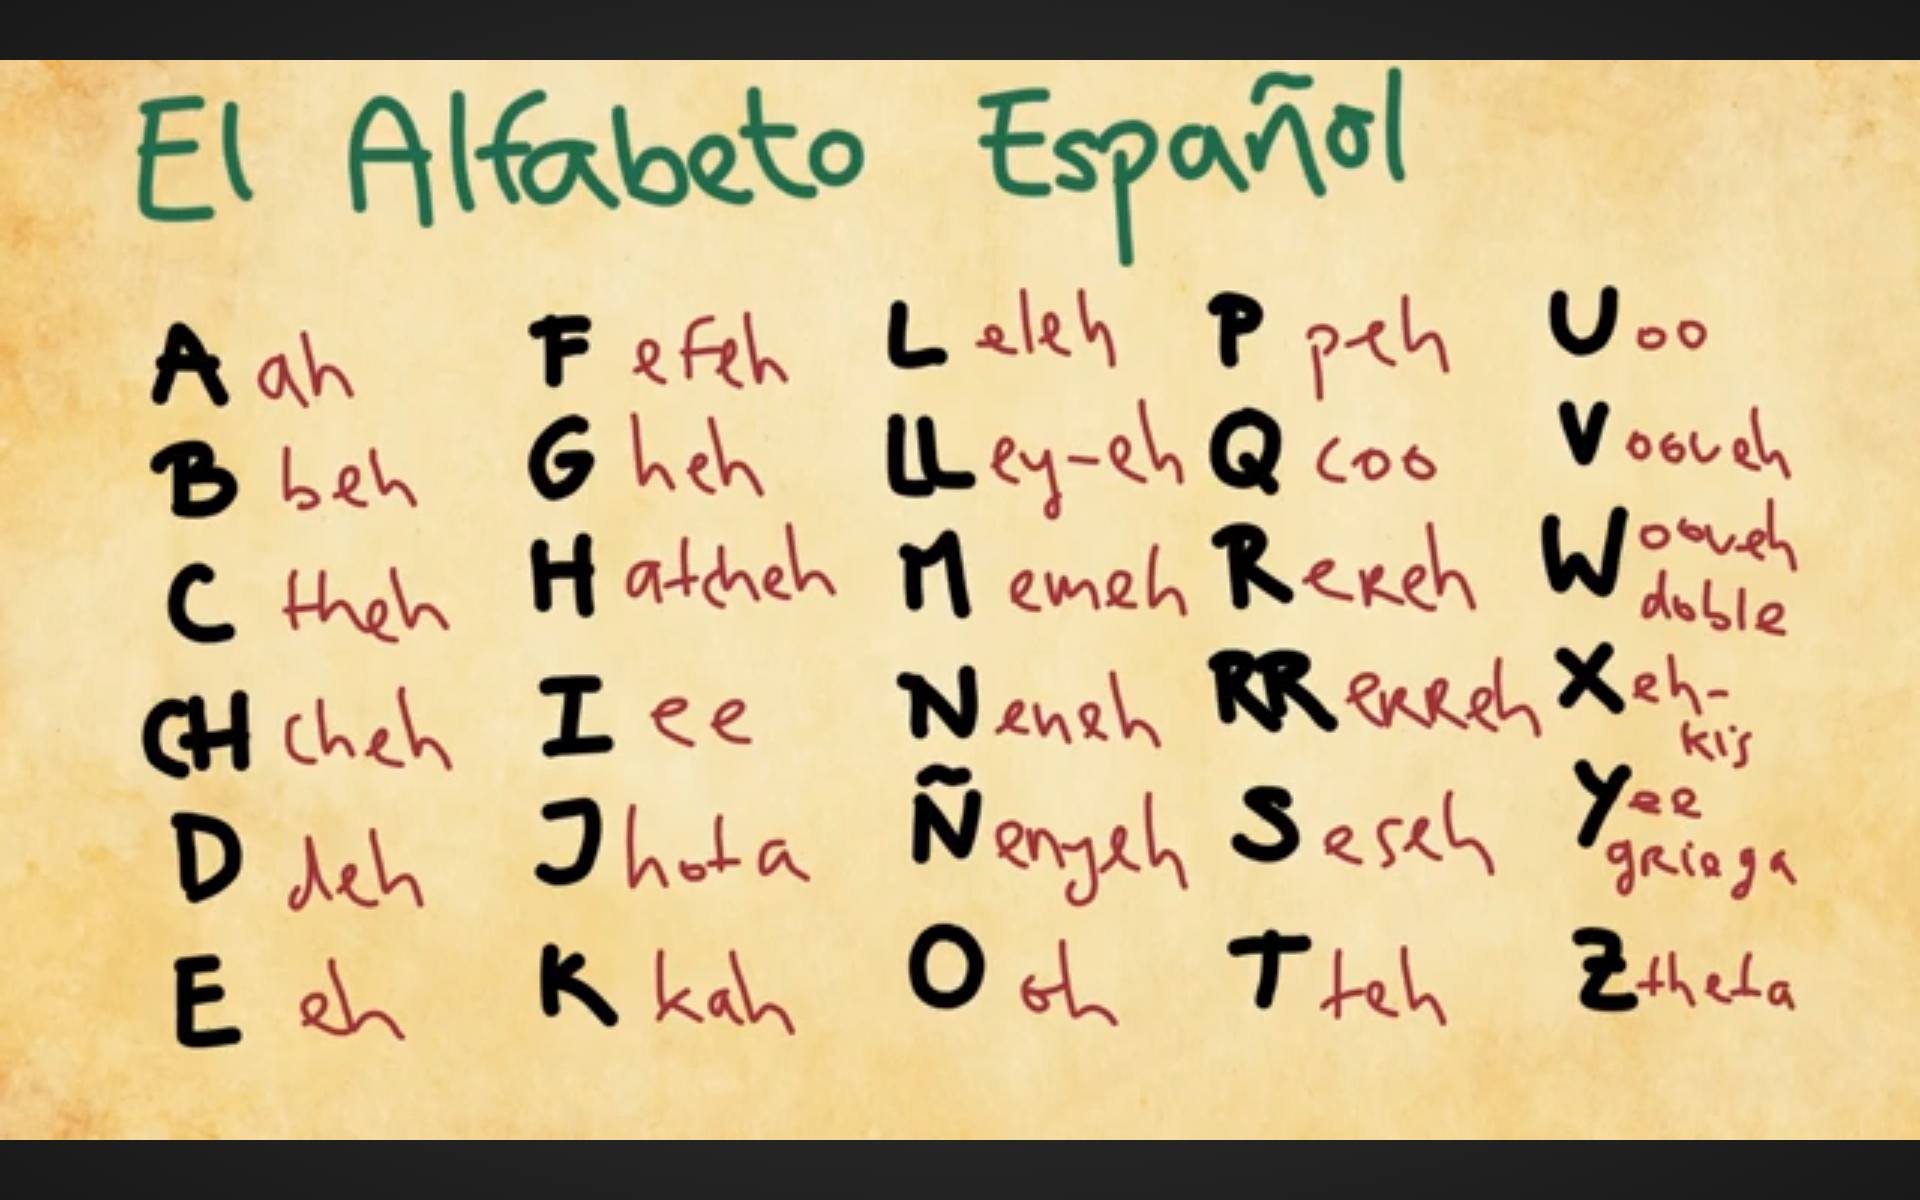 El Alfabeto Español
A ah
B beh
C theh
CH cheh
D deh
E eh
F efeh
G heh
H atcheh
I ee
J hota
K kah
L eleh
LL ey-eh
M emeh
N eneh
Ñ enyeh
O oh
P peh
Q coo
R ereh
RR erreh
S eseh
T teh
U oo
V ooveh
W ooveh
doble
X eh-
kis
Y ee
griega
Z theta